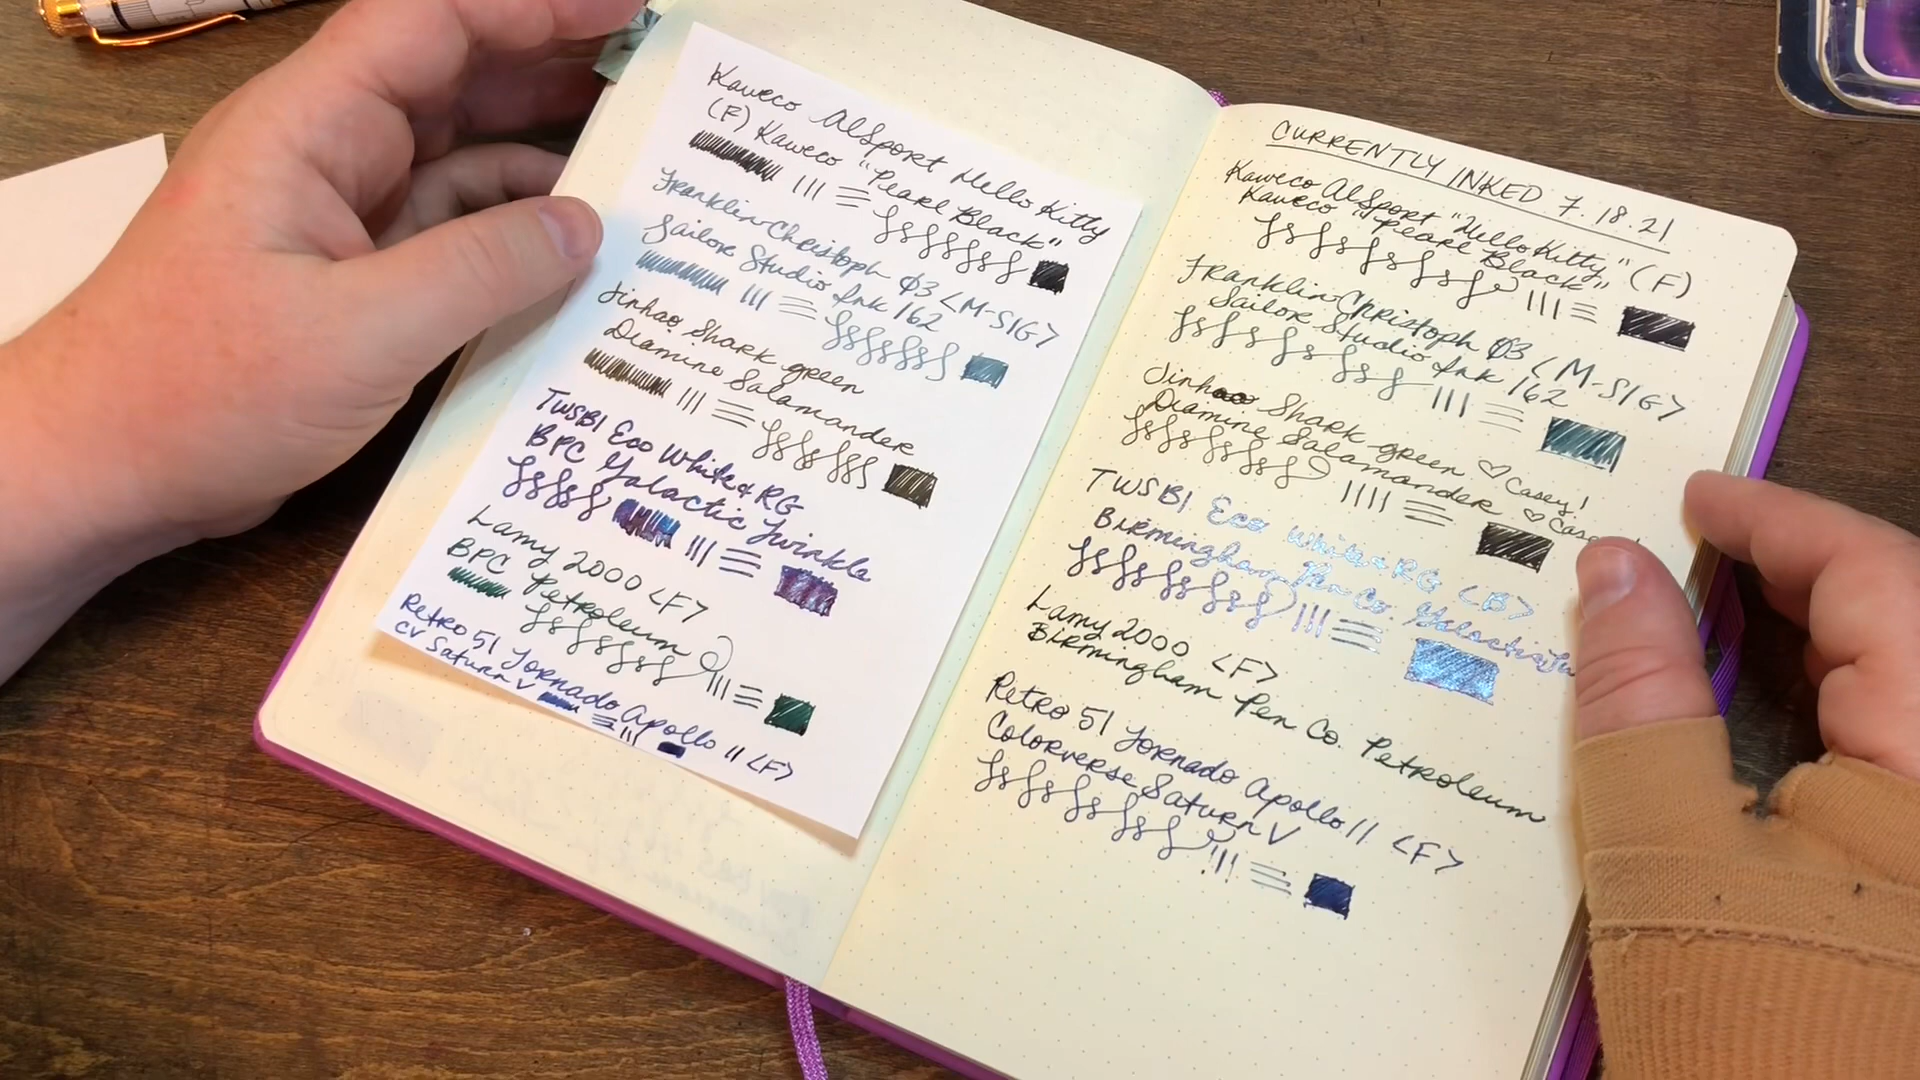 Kaweco AlSport Hello Kitty
(F) Kaweco "Pearl Black"
Franklin-Christoph 03 <M-SIG>
Sailor Studio Ink 162
Jinhao Shark green
Diamine Salamander
TWSBI Eco White & RG
BPC Galactic Twinkle
Lamy 2000 <F>
BPC Petroleum
Retro 51 Tornado Apollo 11 <F>
CV Saturn V
CURRENTLY INKED 7.18.21
Kaweco AlSport "Hello Kitty" (F)
Kaweco "Pearl Black"
Franklin-Christoph 03 <M-SIG>
Sailor Studio Ink 162
Jinhao Shark green ♡ Casey!
Diamine Salamander ♡
TWSBI Eco White & RG <B>
Birmingham Pen Co. Galactic
Lamy 2000 <F>
Birmingham Pen Co. Petroleum
Retro 51 Tornado Apollo 11 <F>
Colorverse Saturn V